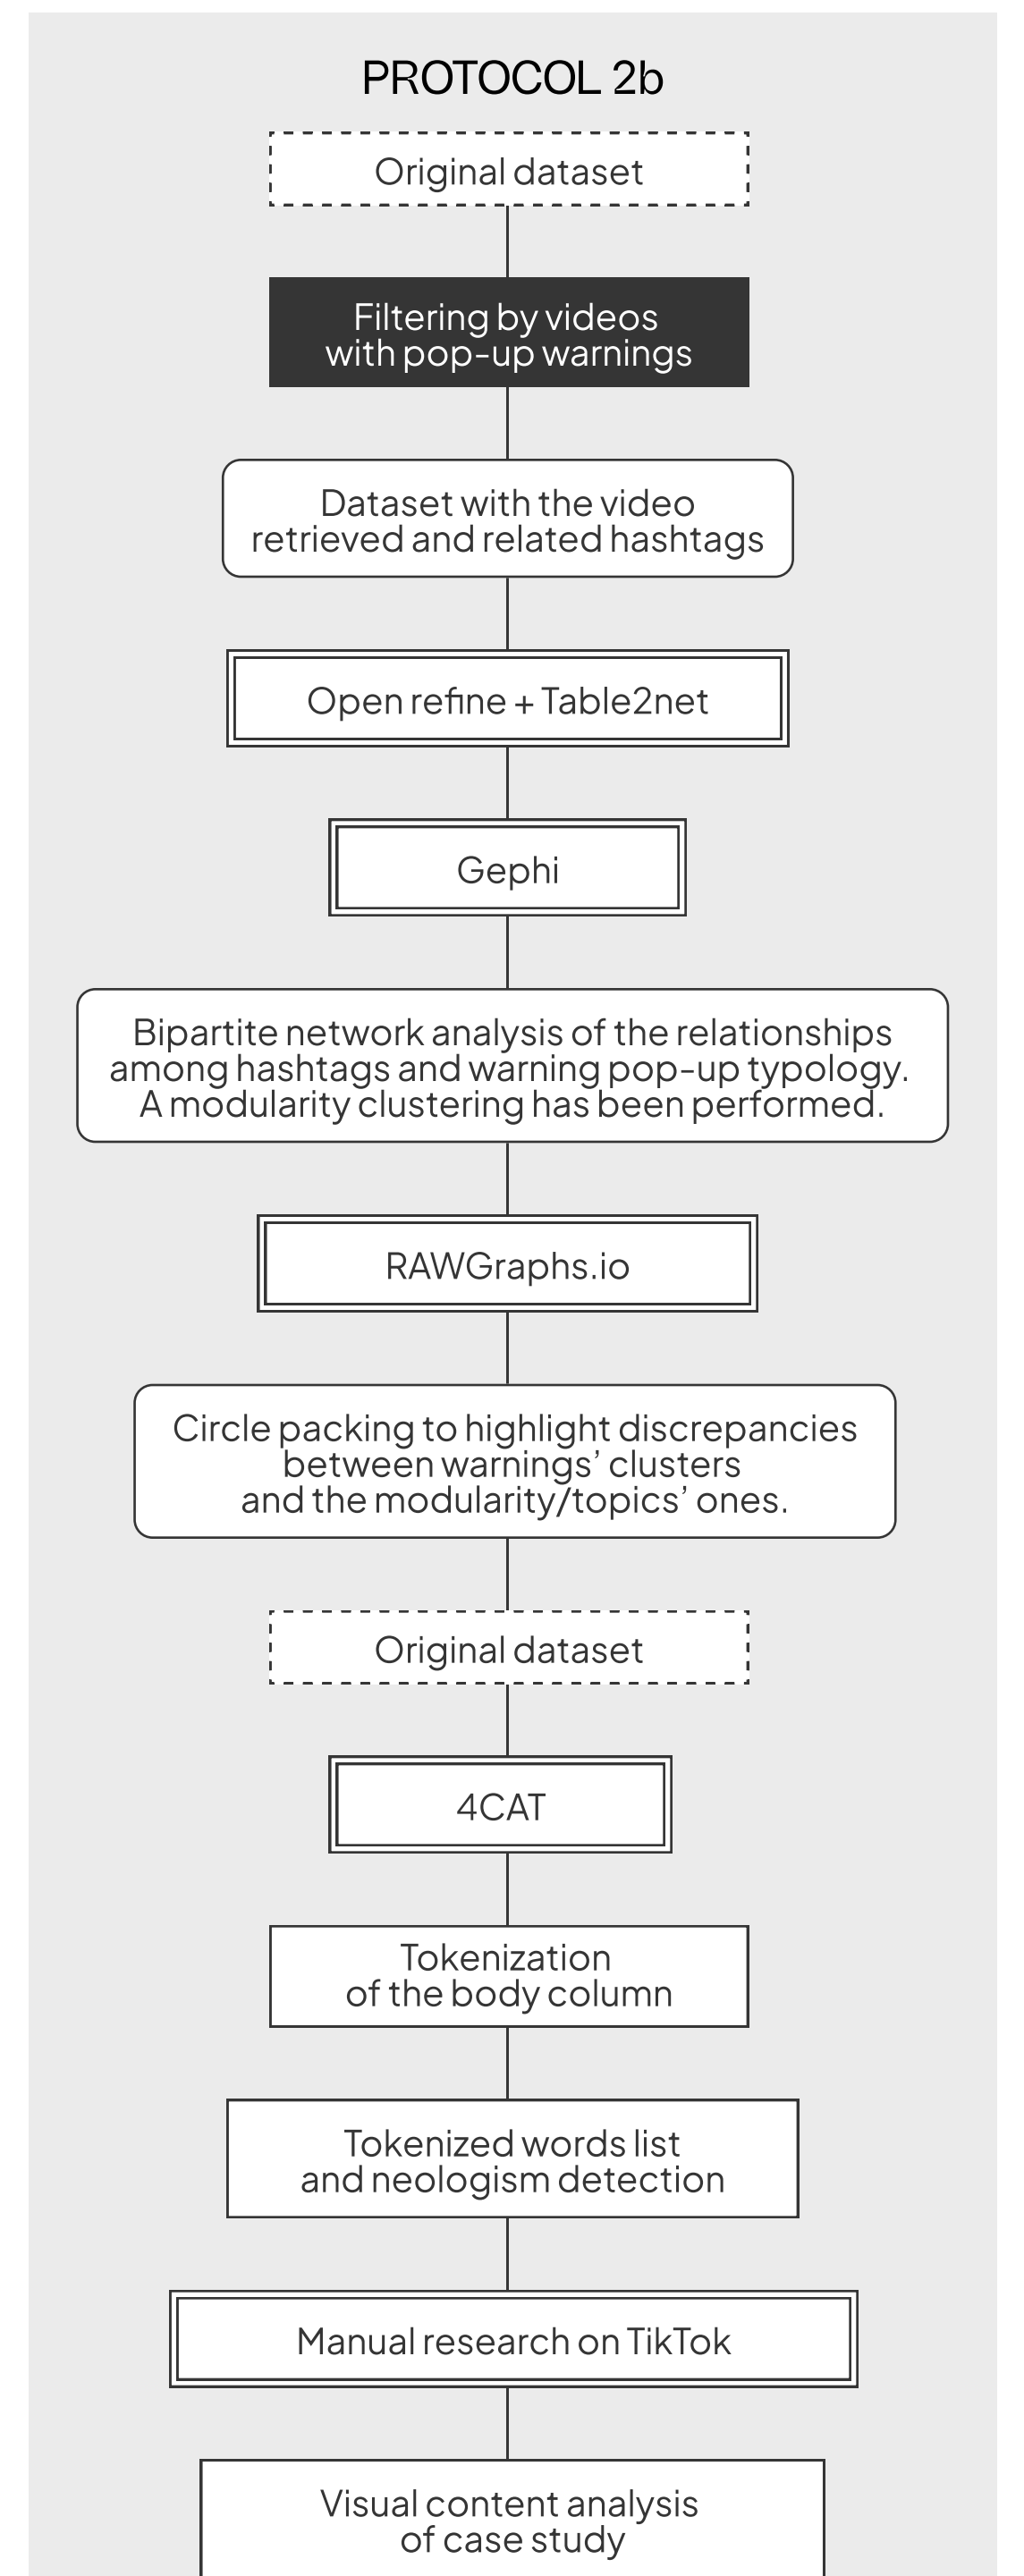 PROTOCOL 2b
Original dataset
Filtering by videos
with pop-up warnings
Dataset with the video
retrieved and related hashtags
Open refine + Table2net
Gephi
Bipartite network analysis of the relationships
among hashtags and warning pop-up typology.
A modularity clustering has been performed.
RAWGraphs.io
Circle packing to highlight discrepancies
between warnings’ clusters
and the modularity/topics’ ones.
Original dataset
4CAT
Tokenization
of the body column
Tokenized words list
and neologism detection
Manual research on TikTok
Visual content analysis
of case study